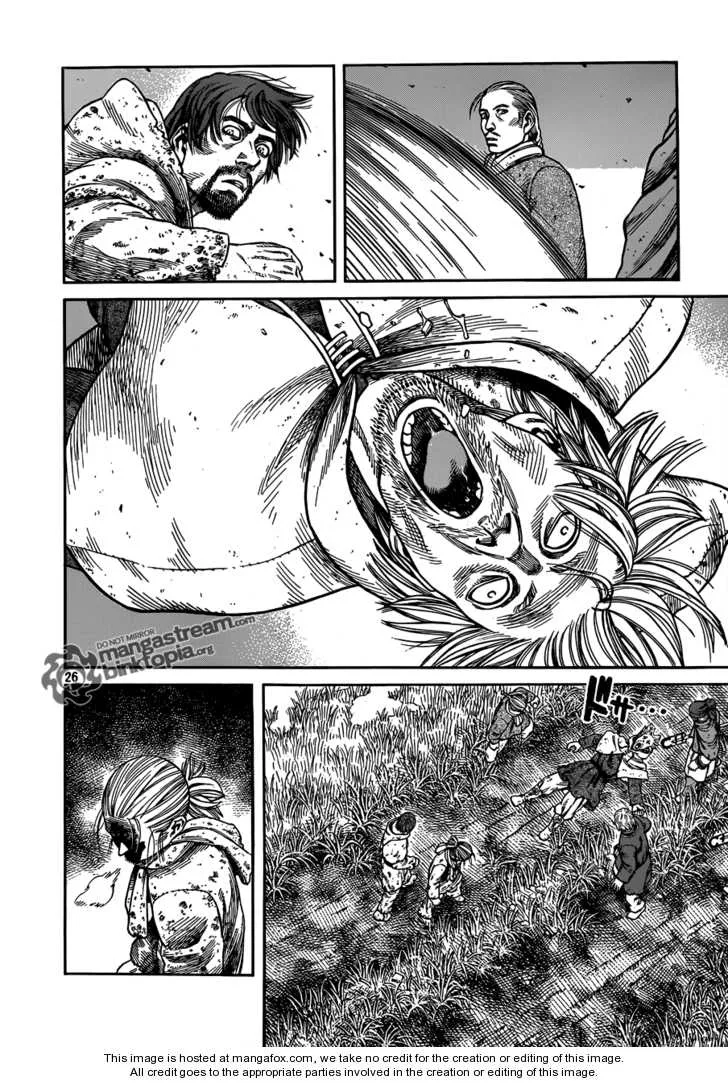 DO NOT MIRROR
mangastream.com
binktopia.org
26
ドサ...
This image is hosted at mangafox.com, we take no credit for the creation or editing of this image.
All credit goes to the appropriate parties involved in the creation and editing of this image.